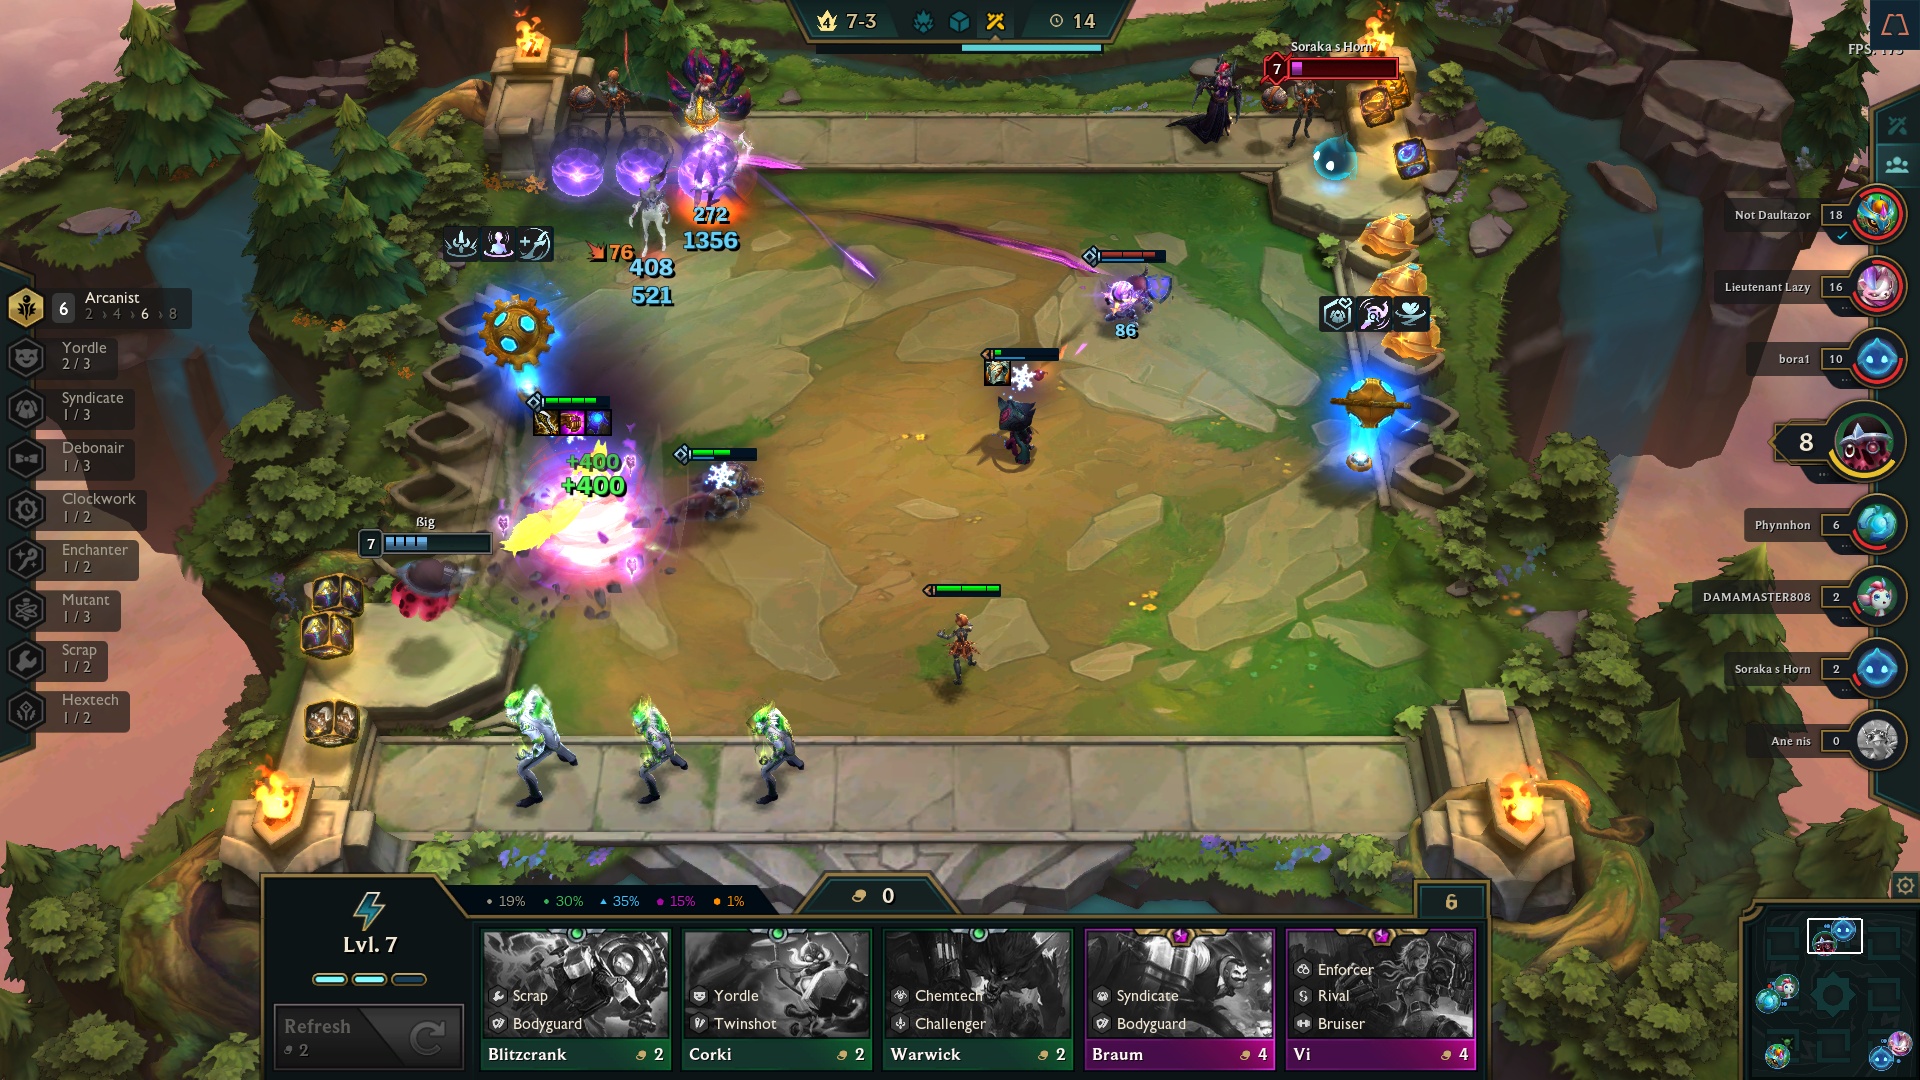 4
7-3
14
Soraka s Horn
7
272
1356
76
408
521
86
6
Arcanist
2 › 4 › 6 › 8
Yordle
2 / 3
Syndicate
1 / 3
Debonair
1 / 3
Clockwork
1 / 2
Enchanter
1 / 2
Mutant
1 / 3
Scrap
1 / 2
Hextech
1 / 2
+400
+400
ßig
7
Not Daultazor 18
Lieutenant Lazy 16
bora1 10
8
Phynnhon 6
DAMAMASTER808 2
Soraka s Horn 2
Ane nis 0
Lvl. 7
19% 30% 35% 15% 1%
0
6
Refresh
2
Scrap
Bodyguard
Blitzcrank 2
Yordle
Twinshot
Corki 2
Chemtech
Challenger
Warwick 2
Syndicate
Bodyguard
Braum 4
Enforcer
Rival
Bruiser
Vi 4